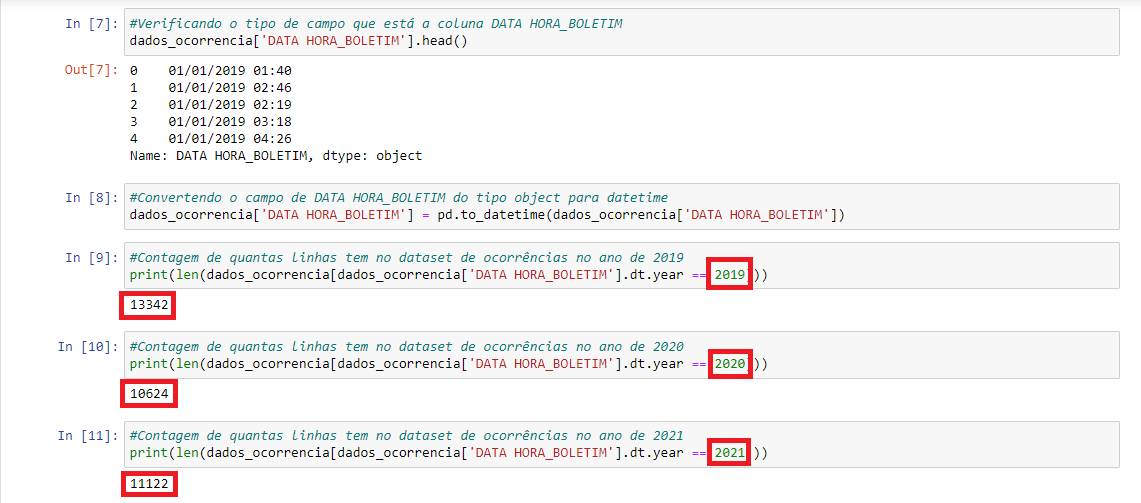 In [7]: #Verificando o tipo de campo que está a coluna DATA HORA_BOLETIM
dados_ocorrencia['DATA HORA_BOLETIM'].head()
Out[7]: 0 01/01/2019 01:40
1 01/01/2019 02:46
2 01/01/2019 02:19
3 01/01/2019 03:18
4 01/01/2019 04:26
Name: DATA HORA_BOLETIM, dtype: object
In [8]: #Convertendo o campo de DATA HORA_BOLETIM do tipo object para datetime
dados_ocorrencia['DATA HORA_BOLETIM'] = pd.to_datetime(dados_ocorrencia['DATA HORA_BOLETIM'])
In [9]: #Contagem de quantas linhas tem no dataset de ocorrências no ano de 2019
print(len(dados_ocorrencia[dados_ocorrencia['DATA HORA_BOLETIM'].dt.year == 2019]))
13342
In [10]: #Contagem de quantas linhas tem no dataset de ocorrências no ano de 2020
print(len(dados_ocorrencia[dados_ocorrencia['DATA HORA_BOLETIM'].dt.year == 2020]))
10624
In [11]: #Contagem de quantas linhas tem no dataset de ocorrências no ano de 2021
print(len(dados_ocorrencia[dados_ocorrencia['DATA HORA_BOLETIM'].dt.year == 2021]))
11122